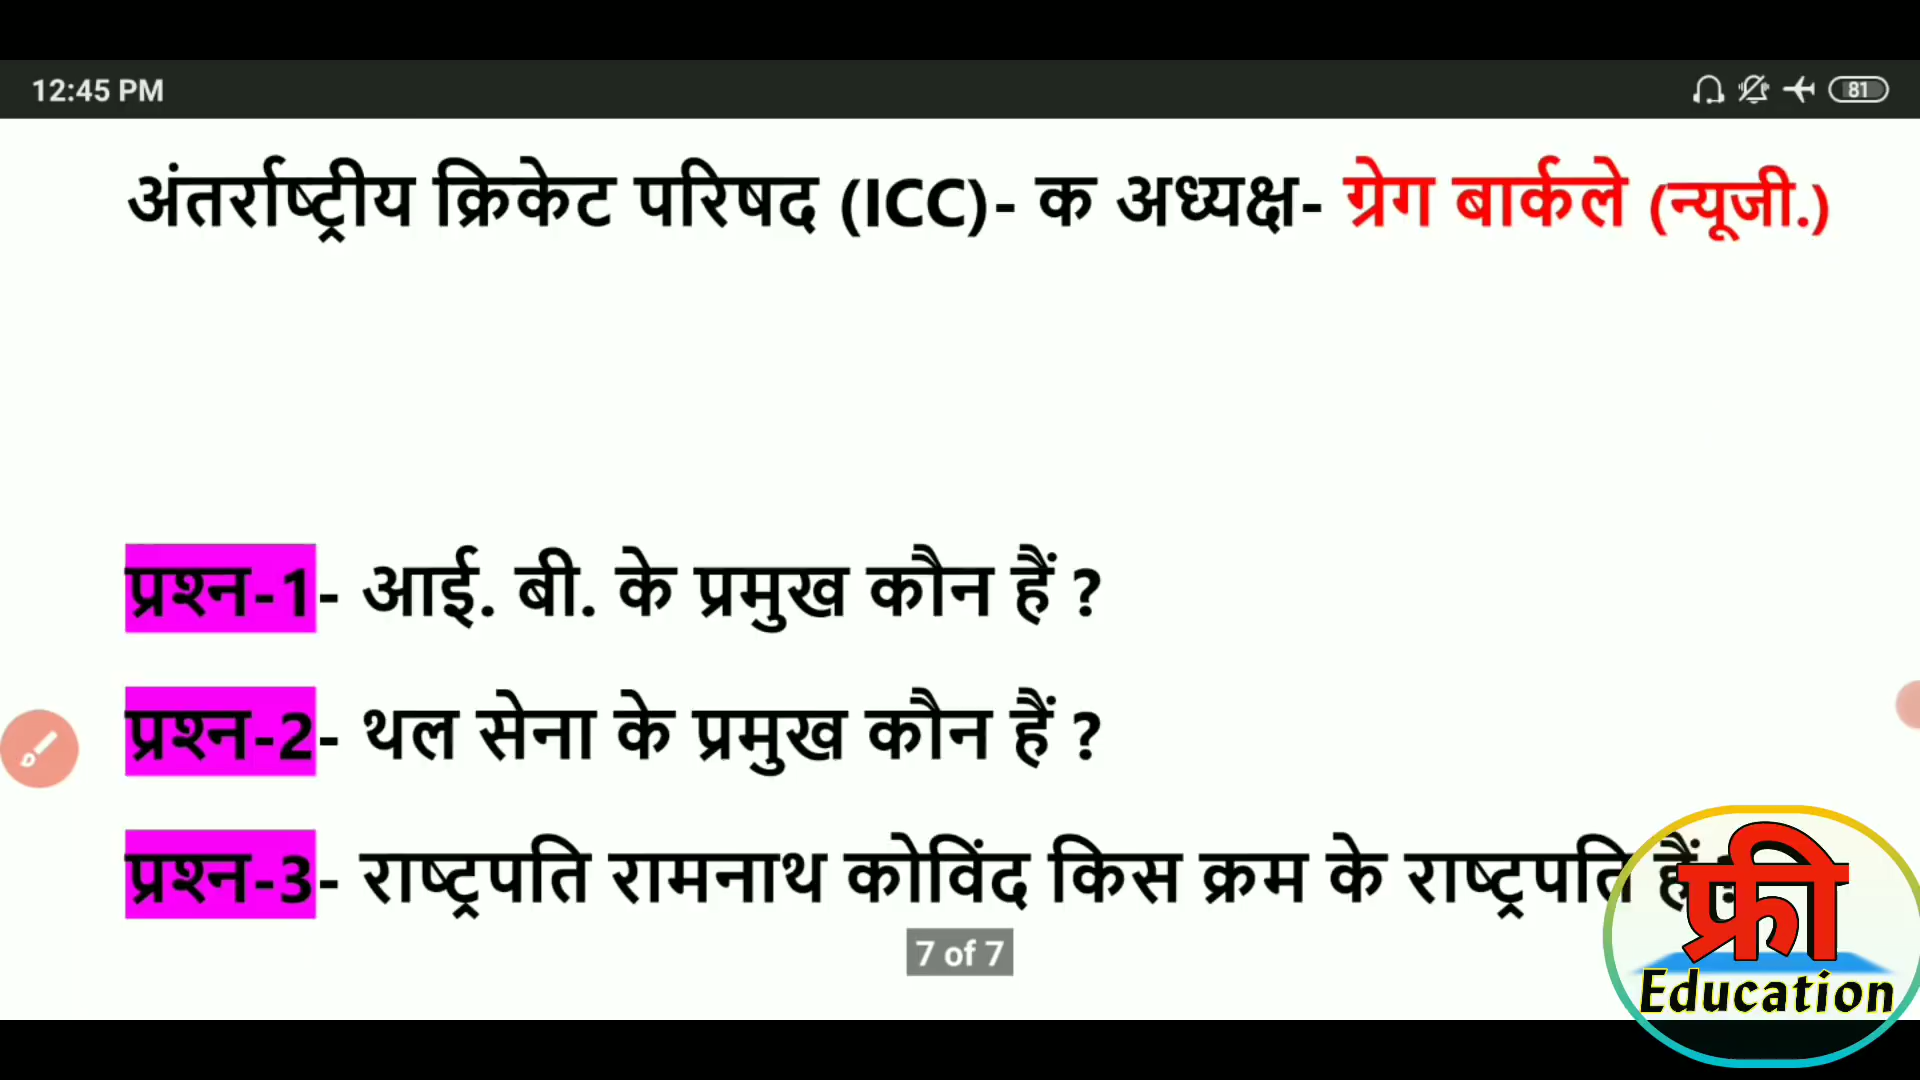 12:45 PM
81
अंतर्राष्ट्रीय क्रिकेट परिषद (ICC)- क अध्यक्ष- ग्रेग बार्कले (न्यूजी.)
प्रश्न-1- आई. बी. के प्रमुख कौन हैं ?
प्रश्न-2- थल सेना के प्रमुख कौन हैं ?
प्रश्न-3- राष्ट्रपति रामनाथ कोविंद किस क्रम के राष्ट्रपति हैं ?
7 of 7
फ्री
Education